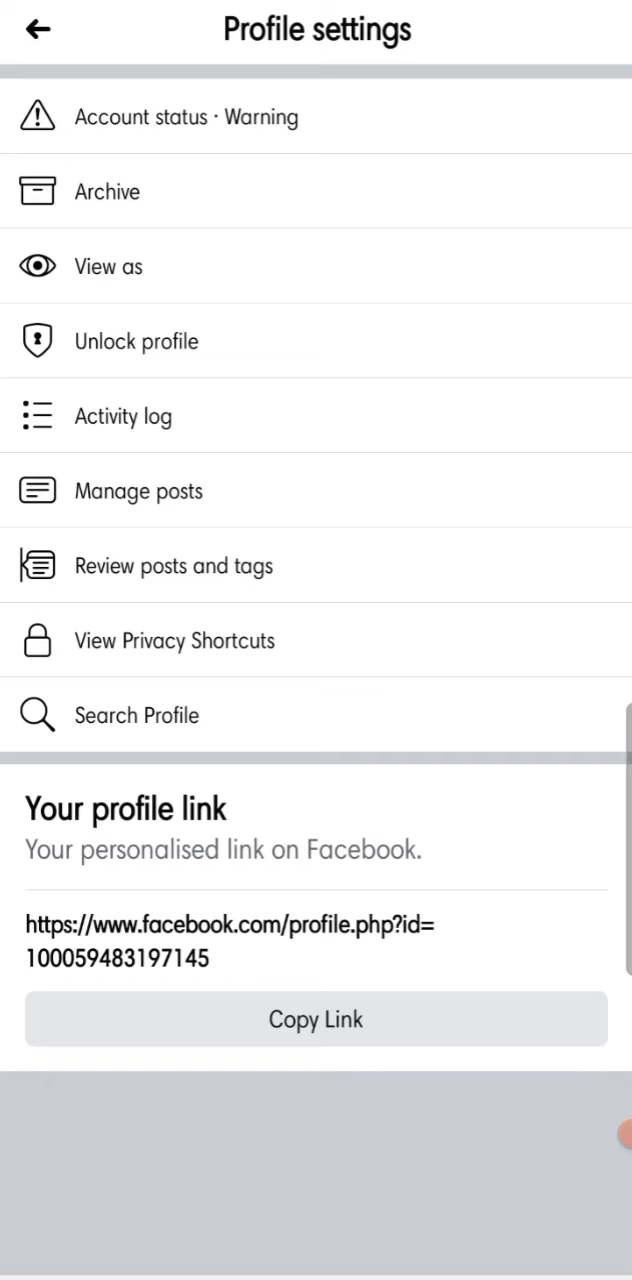 Profile settings
Account status · Warning
Archive
View as
Unlock profile
Activity log
Manage posts
Review posts and tags
View Privacy Shortcuts
Search Profile
Your profile link
Your personalised link on Facebook.
https://www.facebook.com/profile.php?id=
100059483197145
Copy Link